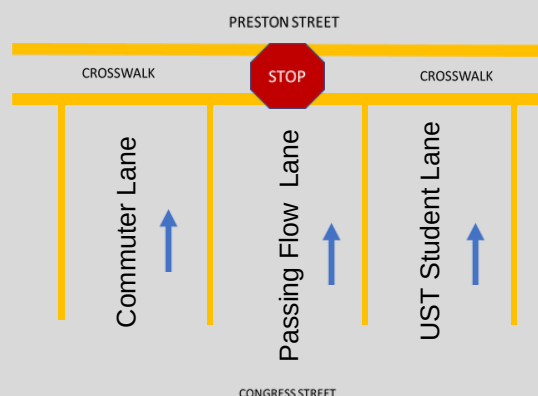 PRESTON STREET
CROSSWALK
STOP
CROSSWALK
Commuter Lane
Passing Flow Lane
UST Student Lane
CONGRESS STREET